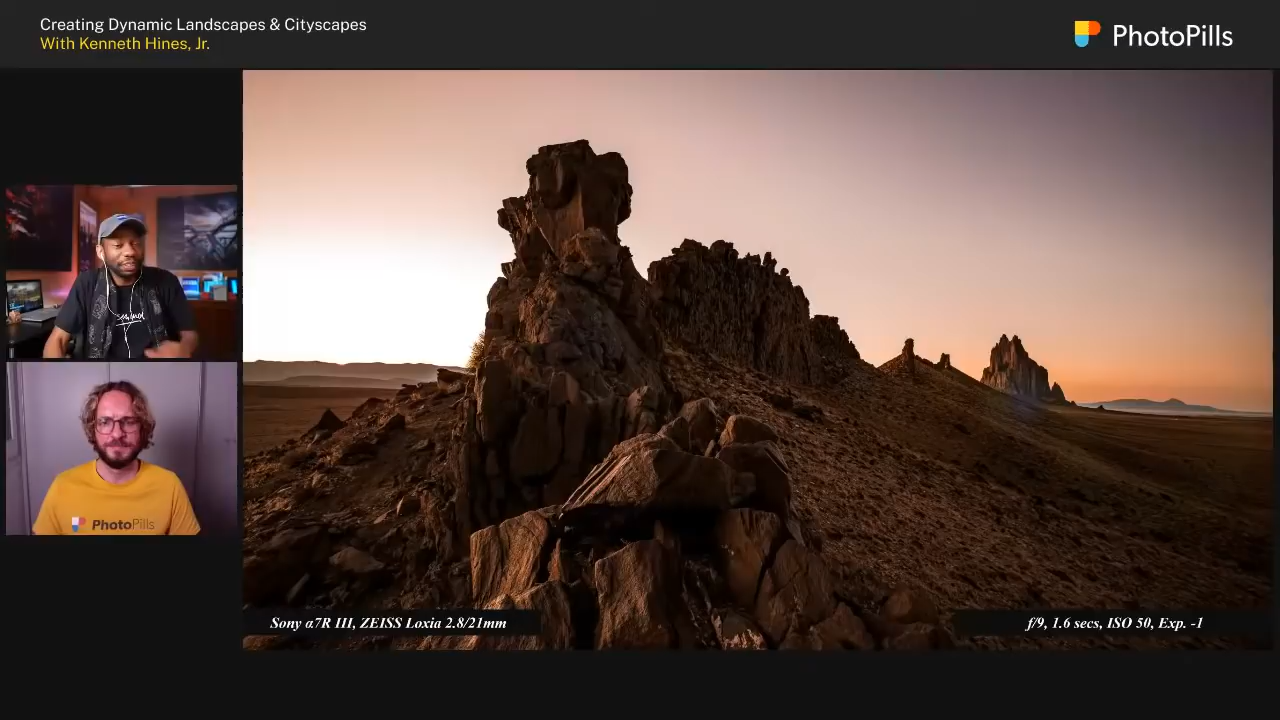 Creating Dynamic Landscapes & Cityscapes
With Kenneth Hines, Jr.
PhotoPills
PhotoPills
Sony α7R III, ZEISS Loxia 2.8/21mm
f/9, 1.6 secs, ISO 50, Exp. -1